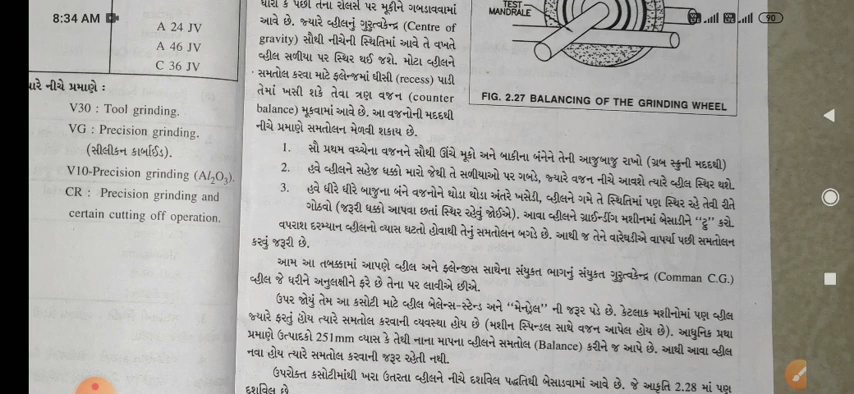 8:34 AM
90
A 24 JV
A 46 JV
C 36 JV
યારે નીચે પ્રમાણે :
V30 : Tool grinding.
VG : Precision grinding.
(સીલીકન કાર્બાઈડ).
V10-Precision grinding (Al₂O₃).
CR : Precision grinding and
certain cutting off operation.
પછી તેના રોલર્સ પર મૂકીને ગબડાવવામાં
આવે છે. જ્યારે વ્હીલનું ગુરુત્વકેન્દ્ર (Centre of
gravity) સૌથી નીચેની સ્થિતિમાં આવે તે વખતે
વ્હીલ સળીયા પર સ્થિર થઈ જશે. મોટા વ્હીલને
સમતોલ કરવા માટે ફ્લેન્જમાં ઘીસી (recess) પાડી
તેમાં ખસી શકે તેવા ત્રણ વજન (counter
balance) મૂકવામાં આવે છે. આ વજનોની મદદથી
નીચે પ્રમાણે સમતોલન મેળવી શકાય છે.
TEST
MANDRALE
FIG. 2.27 BALANCING OF THE GRINDING WHEEL
1. સૌ પ્રથમ વચ્ચેના વજનને સૌથી ઊંચે મૂકો અને બાકીના બંનેને તેની આજુબાજુ રાખો (ગ્રબ સ્ક્રુની મદદથી)
2. હવે વ્હીલને સહેજ ધક્કો મારો જેથી તે સળીયાઓ પર ગબડે, જ્યારે વજન નીચે આવશે ત્યારે વ્હીલ સ્થિર થશે.
3. હવે ધીરે ધીરે બાજુના બંને વજનોને થોડા થોડા અંતરે ખસેડી, વ્હીલને ગમે તે સ્થિતિમાં પણ સ્થિર રહે તેવી રીતે
ગોઠવો (જરૂરી ધક્કો આપવા છતાં સ્થિર રહેવું જોઈએ). આવા વ્હીલને ગ્રાઈન્ડીંગ મશીનમાં બેસાડીને “ટ્રુ” કરો.
વપરાશ દરમ્યાન વ્હીલનો વ્યાસ ઘટતો હોવાથી તેનું સમતોલન બગડે છે. આથી જ તેને વારેઘડીએ વાપર્યા પછી સમતોલન
કરવું જરૂરી છે.
આમ આ તબક્કામાં આપણે વ્હીલ અને ફ્લેન્જીસ સાથેના સંયુક્ત ભાગનું સંયુક્ત ગુરુત્વકેન્દ્ર (Comman C.G.)
વ્હીલ જે ધરીને અનુલક્ષીને ફરે છે તેના પર લાવીએ છીએ.
ઉપર જોયું તેમ આ કસોટી માટે વ્હીલ બેલેન્સ-સ્ટેન્ડ અને “મેનડ્રેલ” ની જરૂર પડે છે. કેટલાક મશીનોમાં પણ વ્હીલ
જ્યારે ફરતું હોય ત્યારે સમતોલ કરવાની વ્યવસ્થા હોય છે (મશીન સ્પિન્ડલ સાથે વજન આપેલ હોય છે). આધુનિક પ્રથા
પ્રમાણે ઉત્પાદકો 251mm વ્યાસ કે તેથી નાના માપના વ્હીલને સમતોલ (Balance) કરીને જ આપે છે. આથી આવા વ્હીલ
નવા હોય ત્યારે સમતોલ કરવાની જરૂર રહેતી નથી.
ઉપરોક્ત કસોટીમાંથી ખરા ઉતરતા વ્હીલને નીચે દર્શાવેલ પદ્ધતિથી બેસાડવામાં આવે છે. જે આકૃતિ 2.28 માં પણ
દર્શાવેલ છે